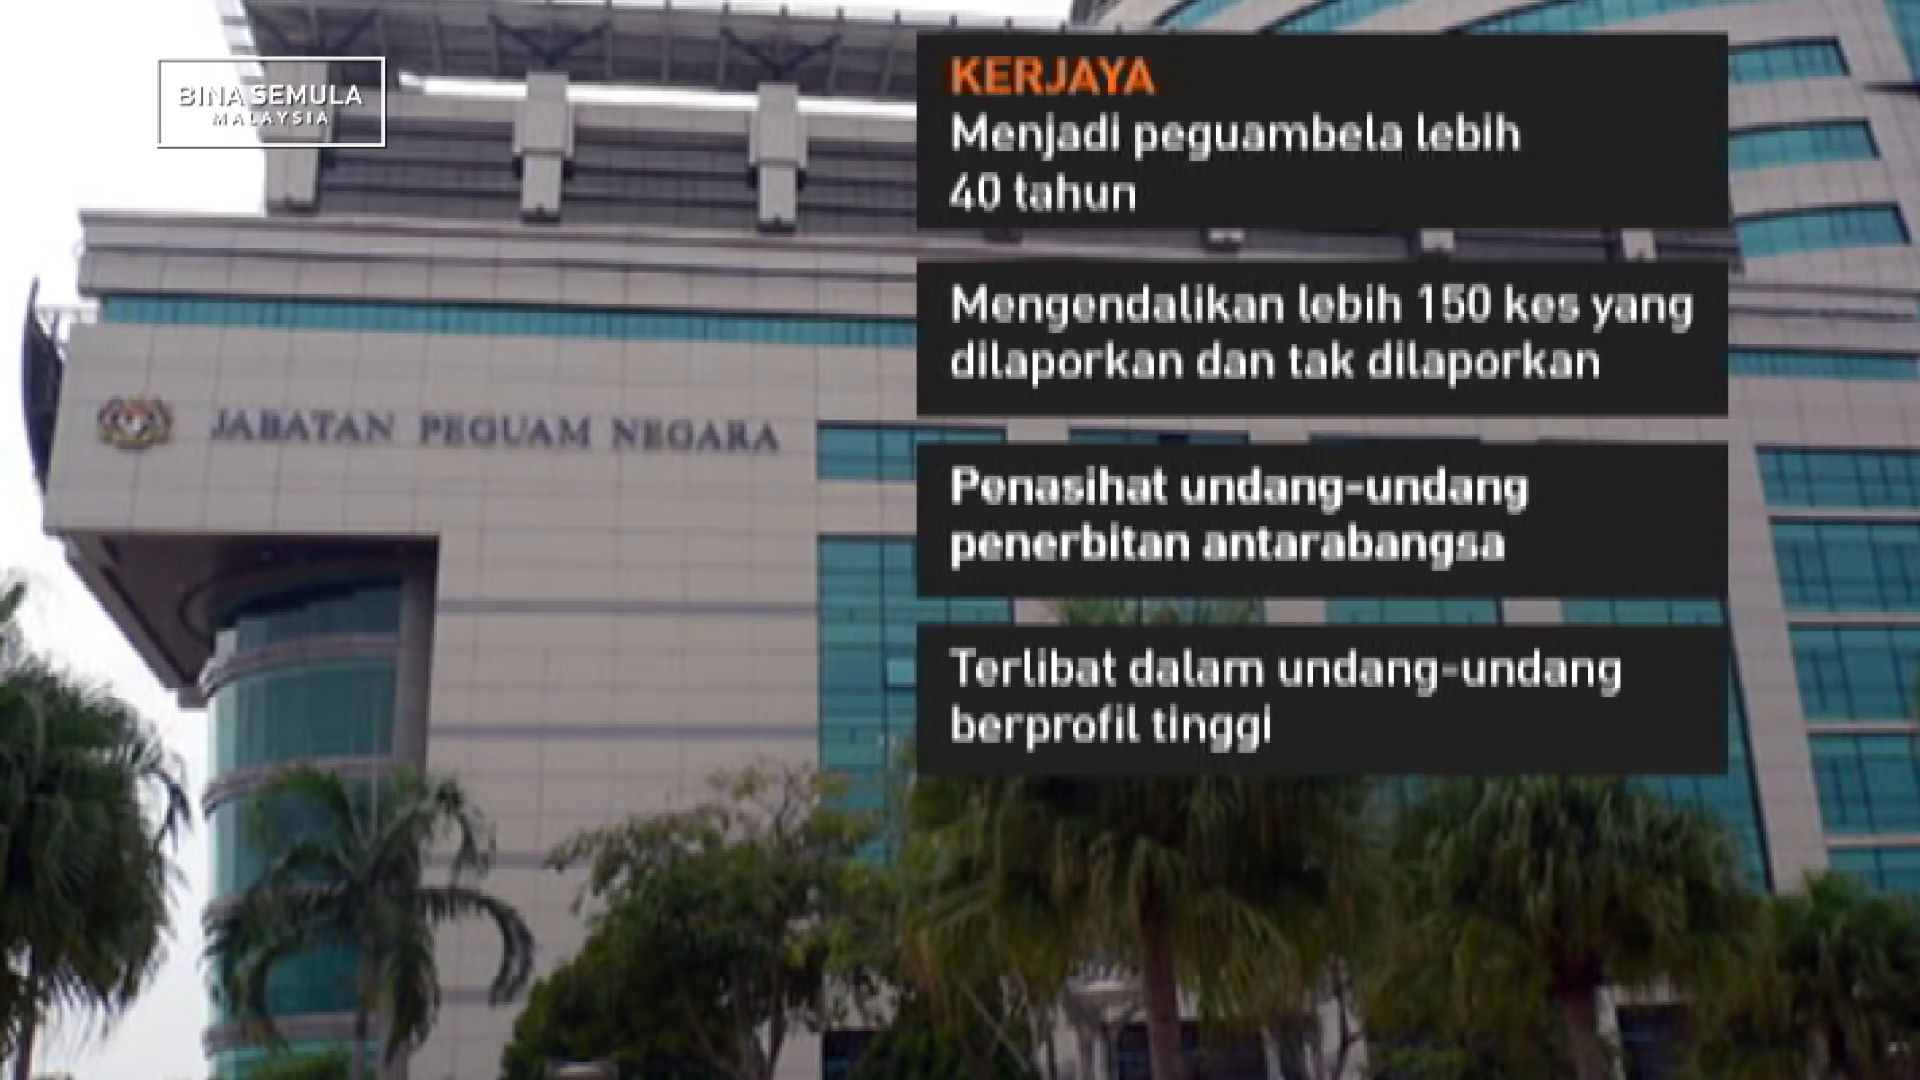 BINA SEMULA
MALAYSIA
KERJAYA
Menjadi peguambela lebih
40 tahun
Mengendalikan lebih 150 kes yang
dilaporkan dan tak dilaporkan
JABATAN PEGUAM NEGARA
Penasihat undang-undang
penerbitan antarabangsa
Terlibat dalam undang-undang
berprofil tinggi